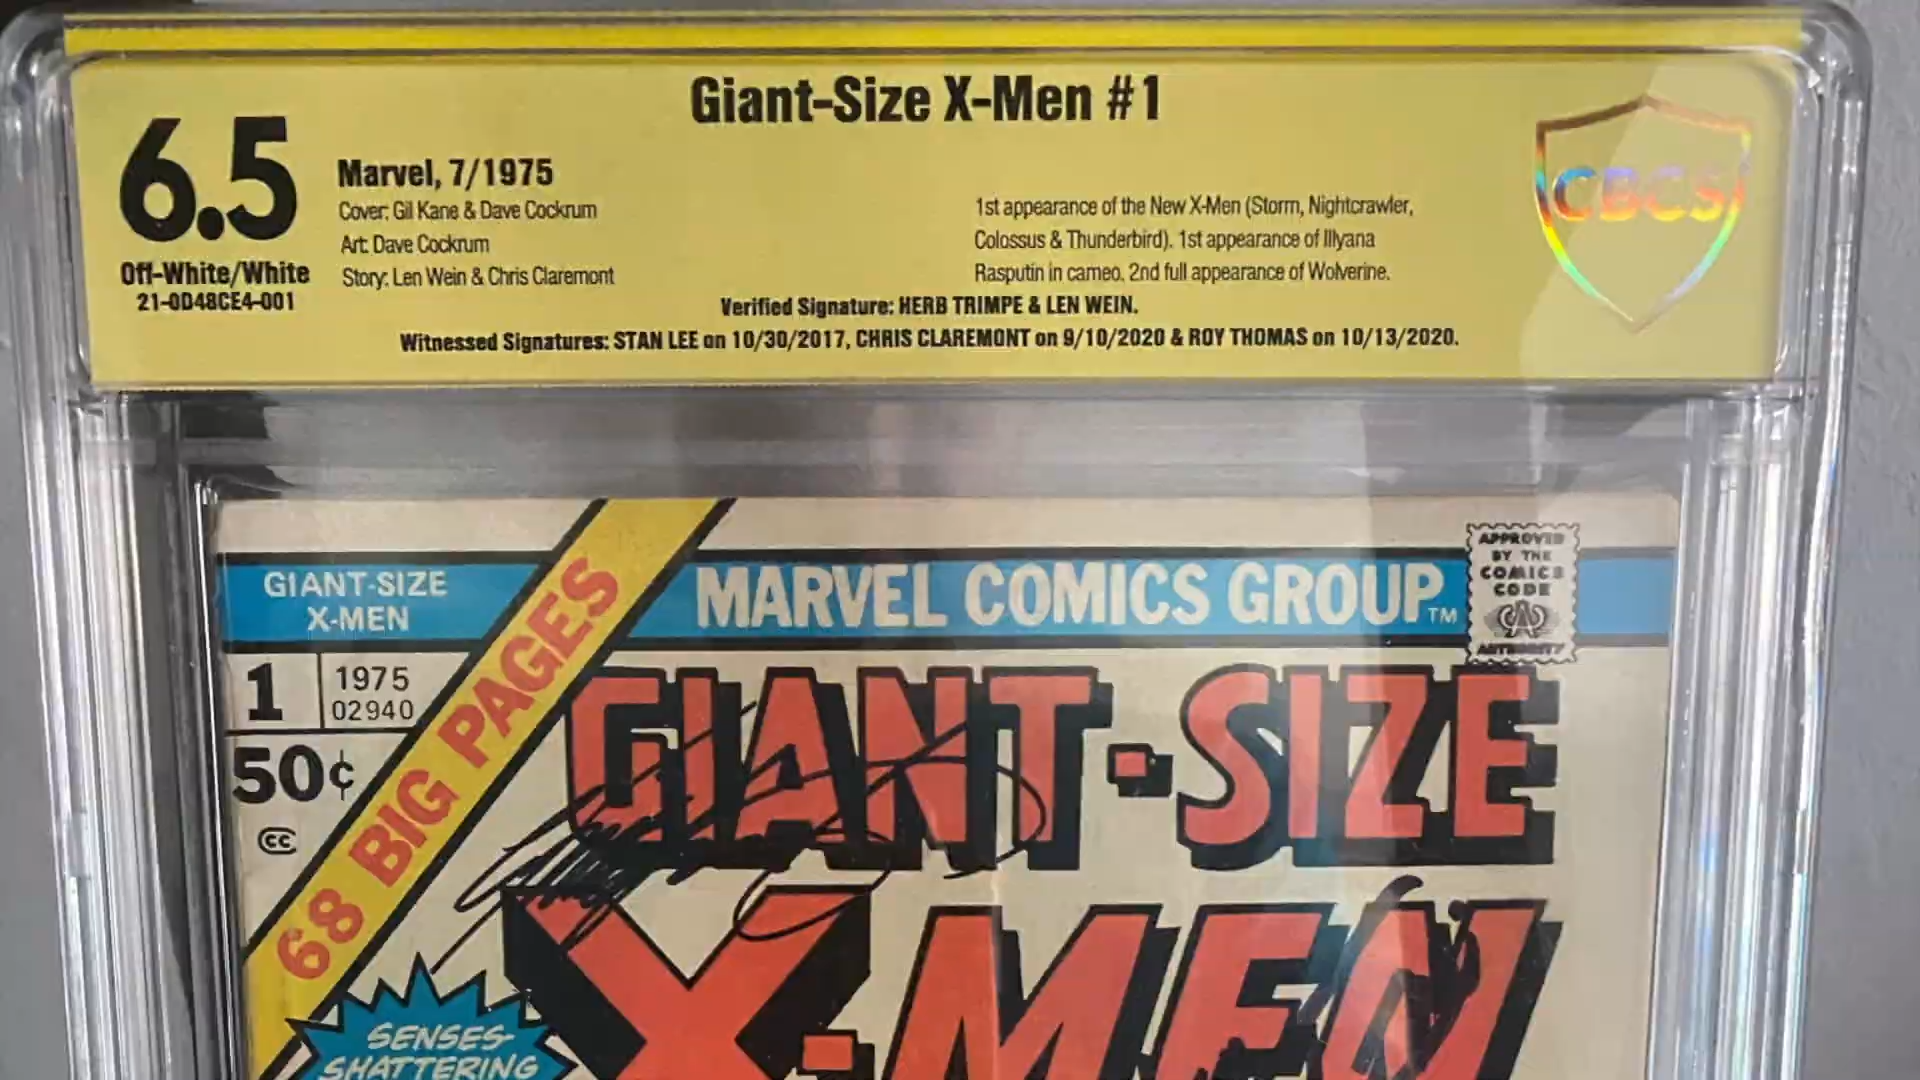 Giant-Size X-Men #1
6.5
Off-White/White
21-0D48CE4-001
Marvel, 7/1975
Cover: Gil Kane & Dave Cockrum
Art: Dave Cockrum
Story: Len Wein & Chris Claremont
1st appearance of the New X-Men (Storm, Nightcrawler,
Colossus & Thunderbird). 1st appearance of Illyana
Rasputin in cameo. 2nd full appearance of Wolverine.
Verified Signature: HERB TRIMPE & LEN WEIN.
Witnessed Signatures: STAN LEE on 10/30/2017, CHRIS CLAREMONT on 9/10/2020 & ROY THOMAS on 10/13/2020.
CBCS
GIANT-SIZE
X-MEN
MARVEL COMICS GROUP™
APPROVED
BY THE
COMICS
CODE
CA
AUTHORITY
1
1975
02940
50¢
CC
68 BIG PAGES
GIANT-SIZE
X-MEN
SENSES-
SHATTERING